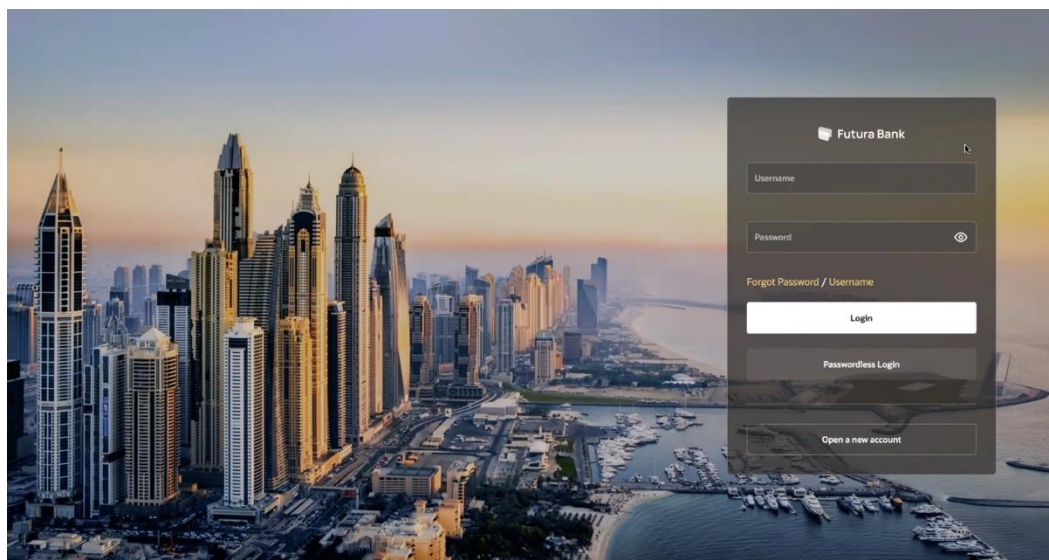 Futura Bank
Username
Password
Forgot Password / Username
Login
Passwordless Login
Open a new account